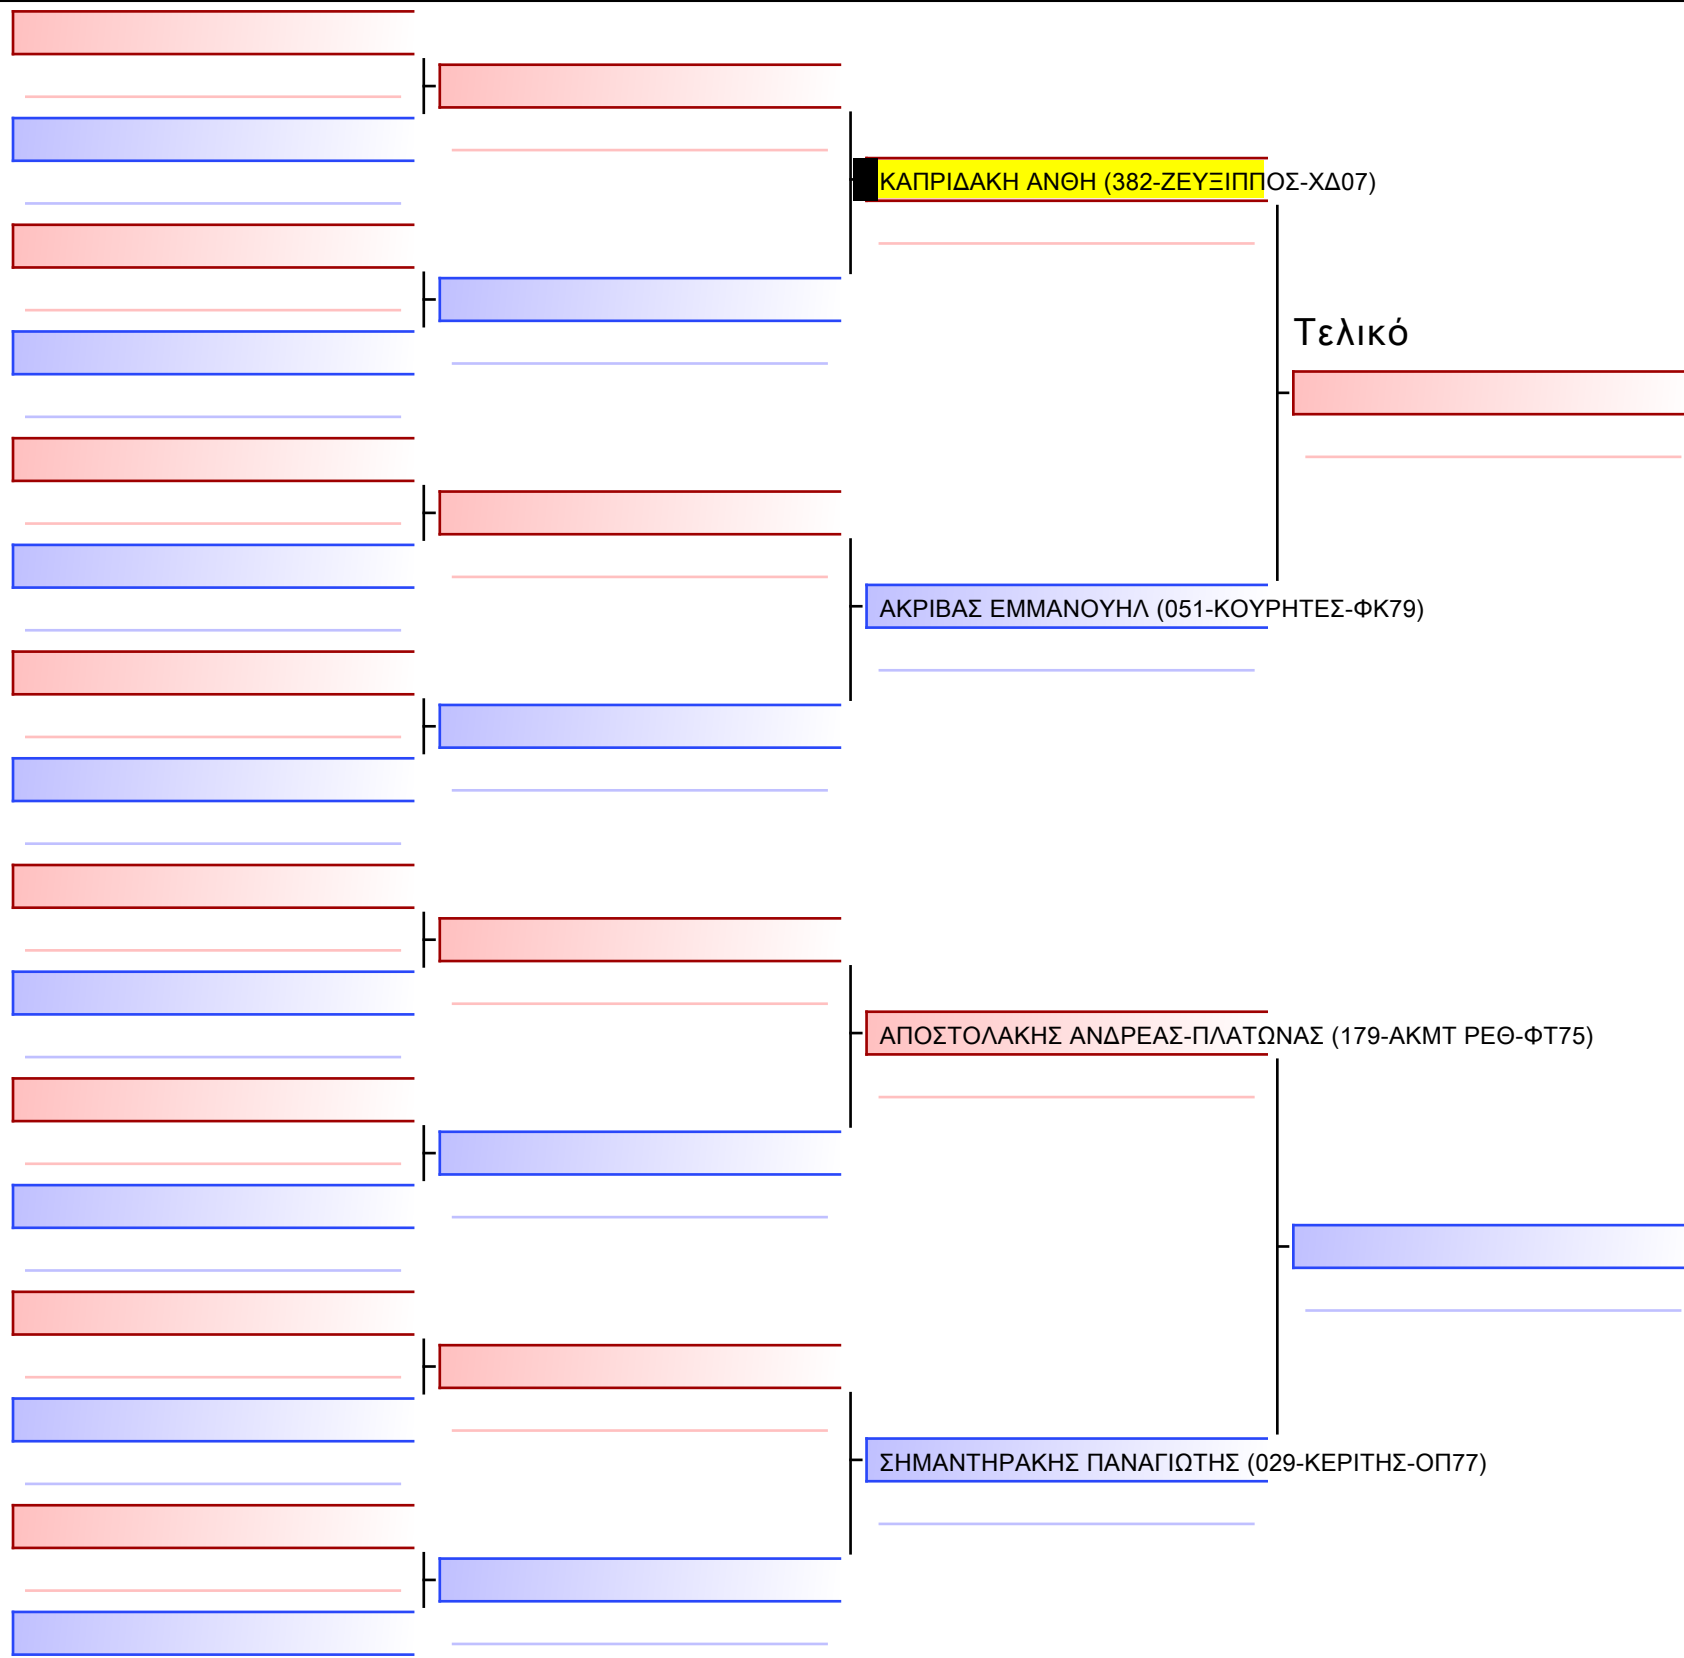 ΚΑΠΡΙΔΑΚΗ ΑΝΘΗ (382-ΖΕΥΞΙΠΠΟΣ-ΧΔ07)
Τελικό
ΑΚΡΙΒΑΣ ΕΜΜΑΝΟΥΗΛ (051-ΚΟΥΡΗΤΕΣ-ΦΚ79)
ΑΠΟΣΤΟΛΑΚΗΣ ΑΝΔΡΕΑΣ-ΠΛΑΤΩΝΑΣ (179-ΑΚΜΤ ΡΕΘ-ΦΤ75)
ΣΗΜΑΝΤΗΡΑΚΗΣ ΠΑΝΑΓΙΩΤΗΣ (029-ΚΕΡΙΤΗΣ-ΟΠ77)